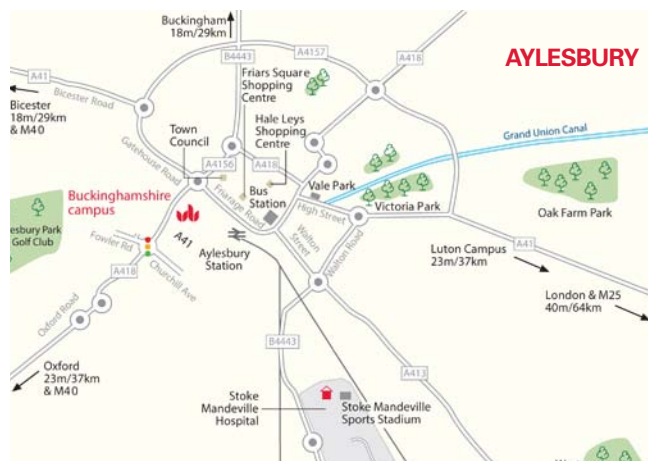 AYLESBURY
Buckingham
18m/29km
A4157
B4443
A418
A41
Bicester Road
Friars Square
Shopping
Centre
Bicester
18m/29km
& M40
Hale Leys
Shopping
Centre
Town
Council
Grand Union Canal
Gatehouse Road
A4156
A418
Vale Park
Bus
Station
Buckinghamshire
campus
Friarage Road
High Street
Victoria Park
Oak Farm Park
esbury Park
Golf Club
A41
Walton
Street
Walton Road
Fowler Rd
Aylesbury
Station
A41
Luton Campus
23m/37km
A418
Churchill Ave
London & M25
40m/64km
Oxford Road
B4443
A413
Oxford
23m/37km
& M40
Stoke
Mandeville
Hospital
Stoke Mandeville
Sports Stadium